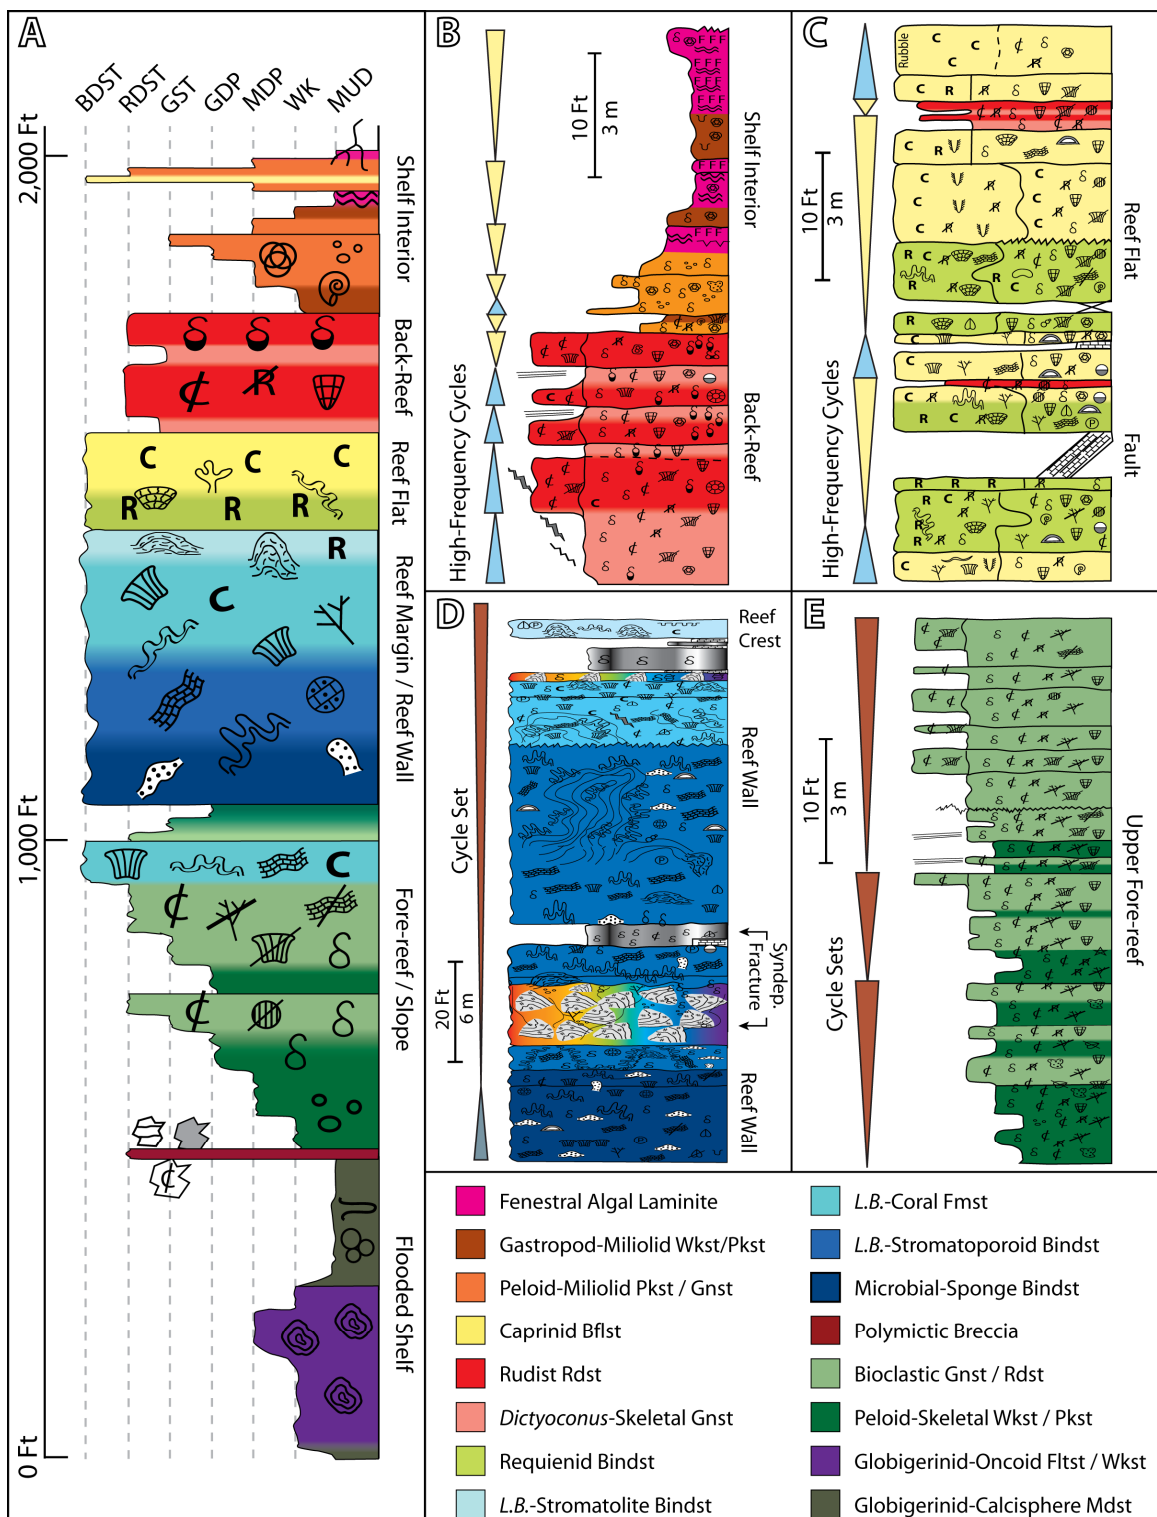 A
BDST
RDST
GST
GDP
MDP
WK
MUD
2,000 Ft
1,000 Ft
0 Ft
Shelf Interior
Back-Reef
Reef Flat
Reef Margin / Reef Wall
Fore-reef / Slope
Flooded Shelf
C
C
C
R
R
R
R
C
C
B
10 Ft
3 m
High-Frequency Cycles
Shelf Interior
Back-Reef
C
Rubble
10 Ft
3 m
High-Frequency Cycles
Reef Flat
Fault
D
Cycle Set
20 Ft
6 m
Reef
Crest
Reef Wall
Syndep.
Fracture
Reef Wall
E
10 Ft
3 m
Cycle Sets
Upper Fore-reef
Fenestral Algal Laminite
Gastropod-Miliolid Wkst/Pkst
Peloid-Miliolid Pkst / Gnst
Caprinid Bflst
Rudist Rdst
Dictyoconus-Skeletal Gnst
Requienid Bindst
L.B.-Stromatolite Bindst
L.B.-Coral Fmst
L.B.-Stromatoporoid Bindst
Microbial-Sponge Bindst
Polymictic Breccia
Bioclastic Gnst / Rdst
Peloid-Skeletal Wkst / Pkst
Globigerinid-Oncoid Fltst / Wkst
Globigerinid-Calcisphere Mdst